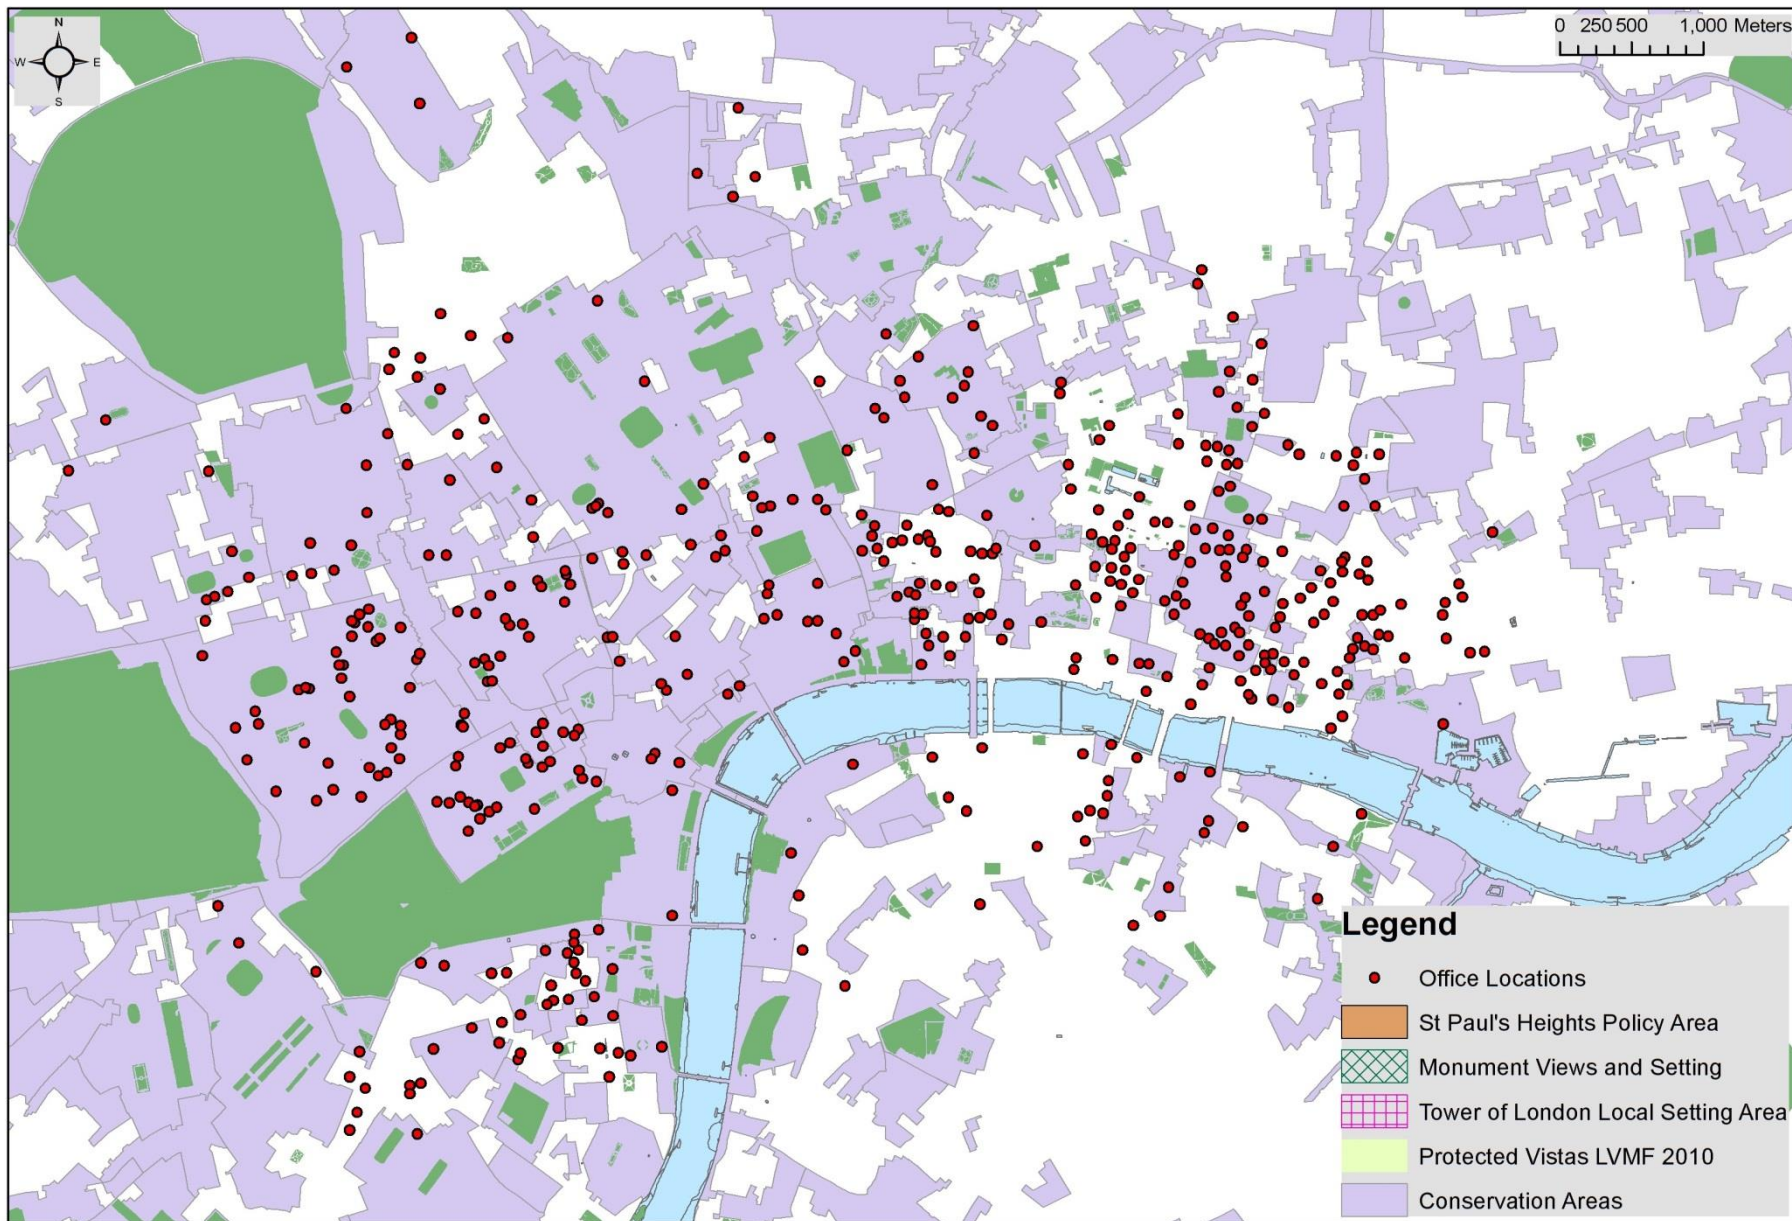 N
W E
S
0 250 500 1,000 Meters
Legend
Office Locations
St Paul's Heights Policy Area
Monument Views and Setting
Tower of London Local Setting Area
Protected Vistas LVMF 2010
Conservation Areas